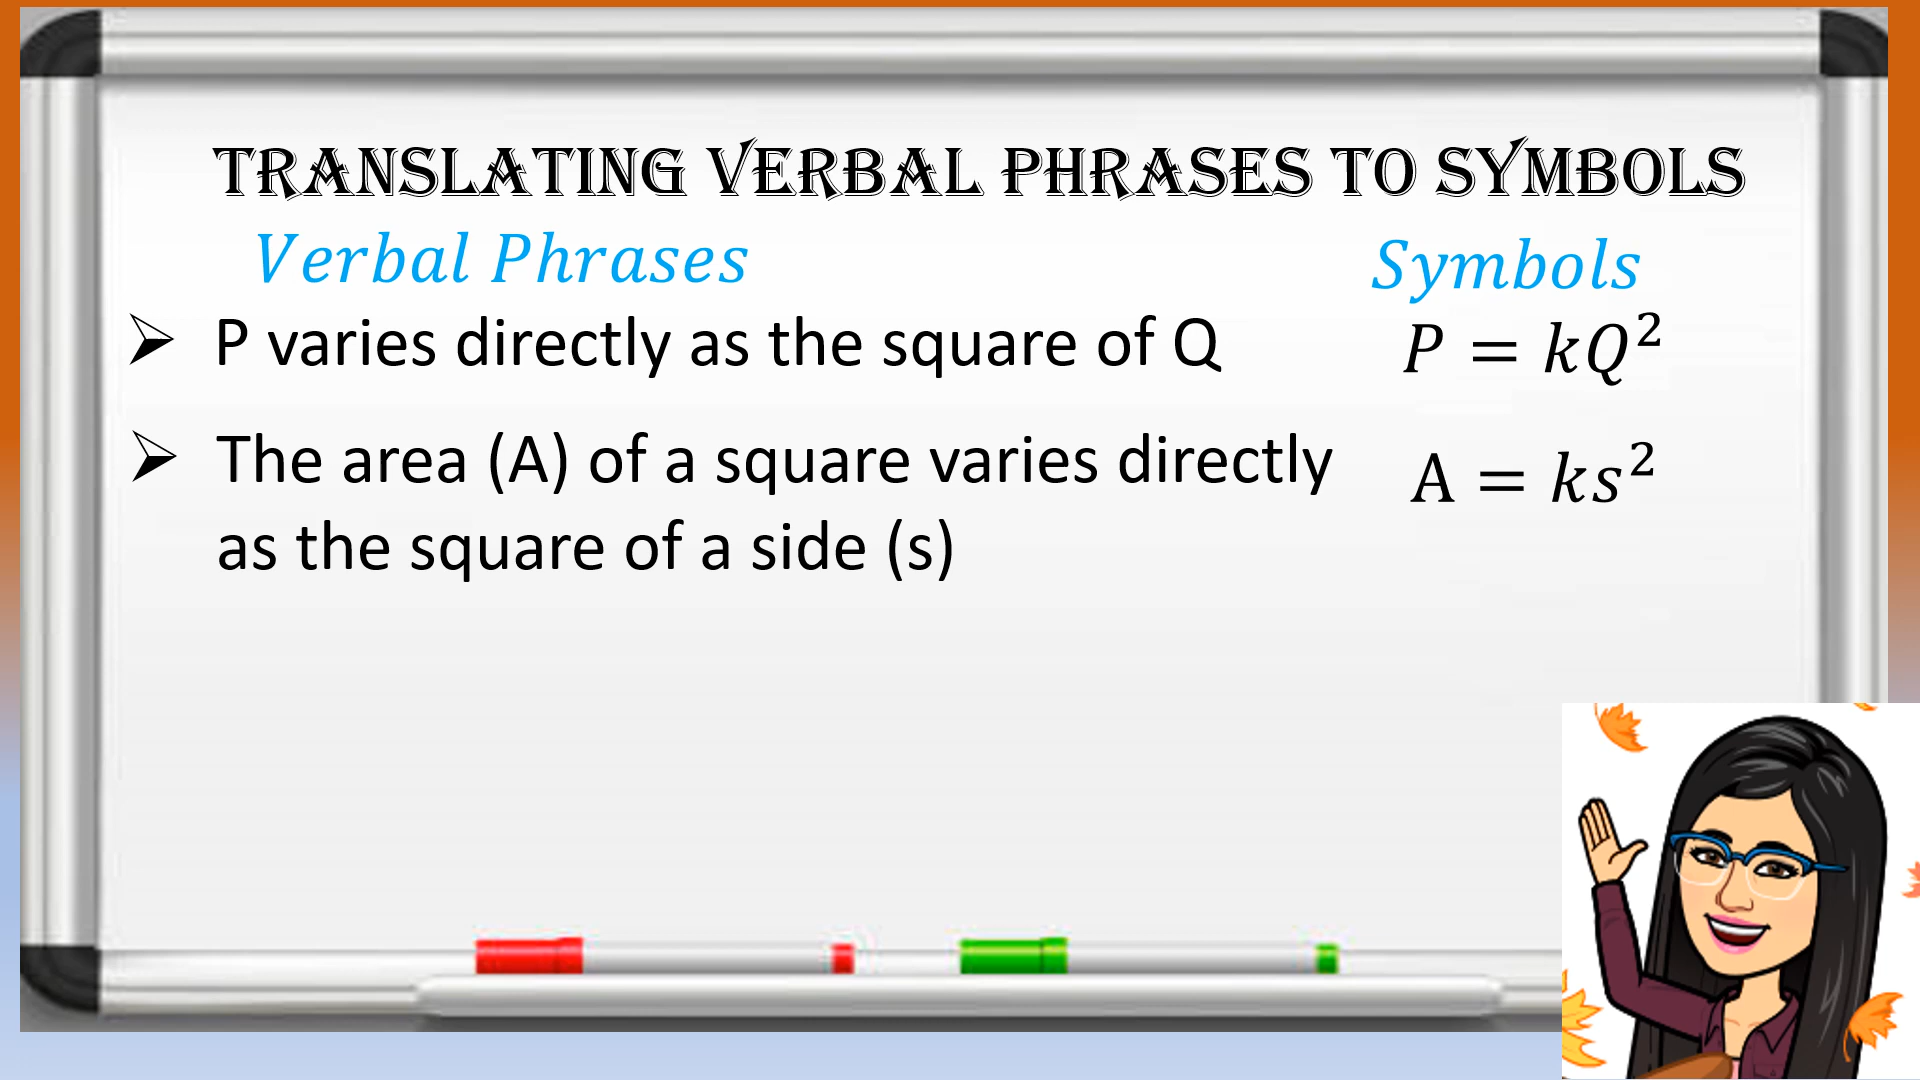 TRANSLATING VERBAL PHRASES TO SYMBOLS
Verbal Phrases
Symbols
➢ P varies directly as the square of Q
P = kQ²
➢ The area (A) of a square varies directly
as the square of a side (s)
A = ks²